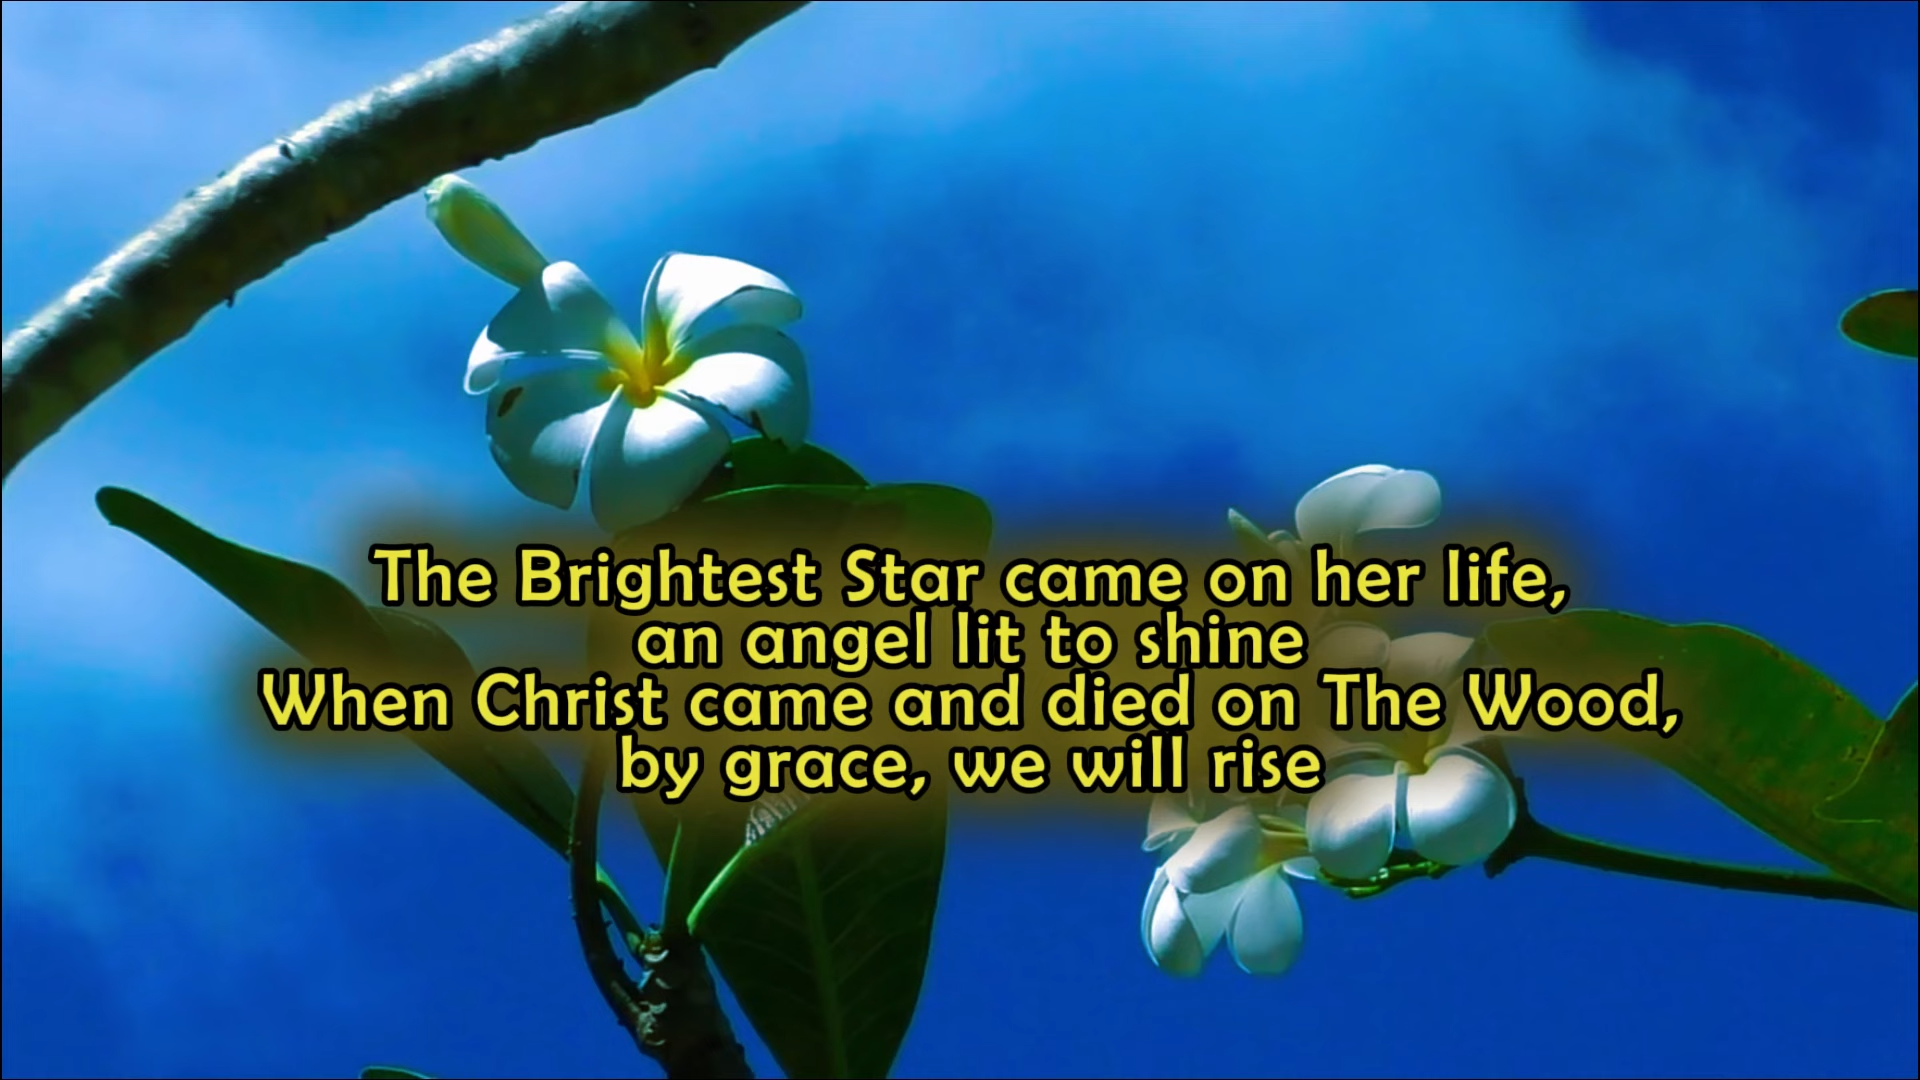 The Brightest Star came on her life,
an angel lit to shine
When Christ came and died on The Wood,
by grace, we will rise